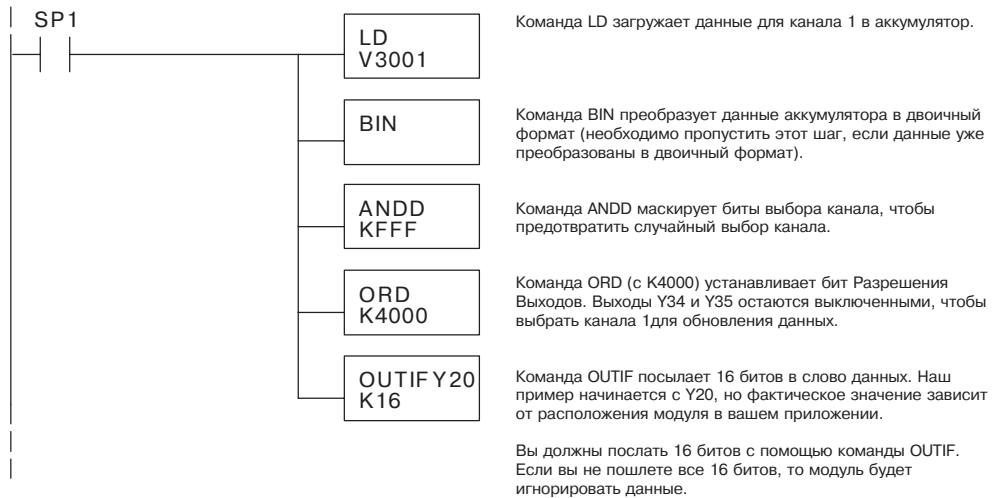 SP1
LD
V3001
Команда LD загружает данные для канала 1 в аккумулятор.
BIN
Команда BIN преобразует данные аккумулятора в двоичный
формат (необходимо пропустить этот шаг, если данные уже
преобразованы в двоичный формат).
ANDD
KFFF
Команда ANDD маскирует биты выбора канала, чтобы
предотвратить случайный выбор канала.
ORD
K4000
Команда ORD (с K4000) устанавливает бит Разрешения
Выходов. Выходы Y34 и Y35 остаются выключенными, чтобы
выбрать канала 1для обновления данных.
OUTIF Y20
K16
Команда OUTIF посылает 16 битов в слово данных. Наш
пример начинается с Y20, но фактическое значение зависит
от расположения модуля в вашем приложении.
Вы должны послать 16 битов с помощью команды OUTIF.
Если вы не пошлете все 16 битов, то модуль будет
игнорировать данные.